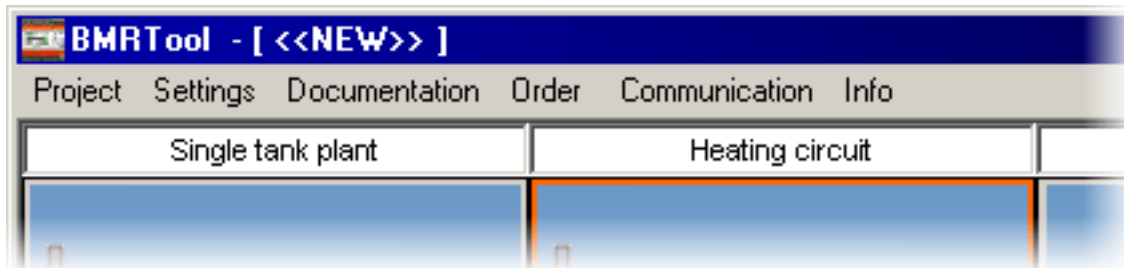 BMRTool - [ <<NEW>> ]
Project Settings Documentation Order Communication Info
Single tank plant Heating circuit